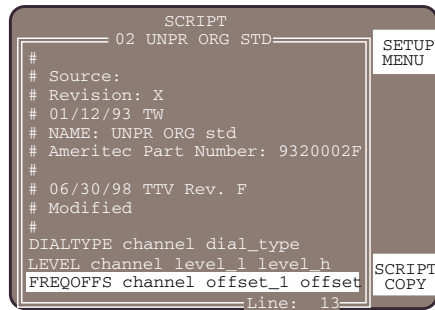 SCRIPT
02 UNPR ORG STD
#
# Source:
# Revision: X
# 01/12/93 TW
# NAME: UNPR ORG std
# Ameritec Part Number: 9320002F
#
# 06/30/98 TTV Rev. F
# Modified
#
DIALTYPE channel dial_type
LEVEL channel level_l level_h
FREQOFFS channel offset_1 offset
Line: 13
SETUP
MENU
SCRIPT
COPY